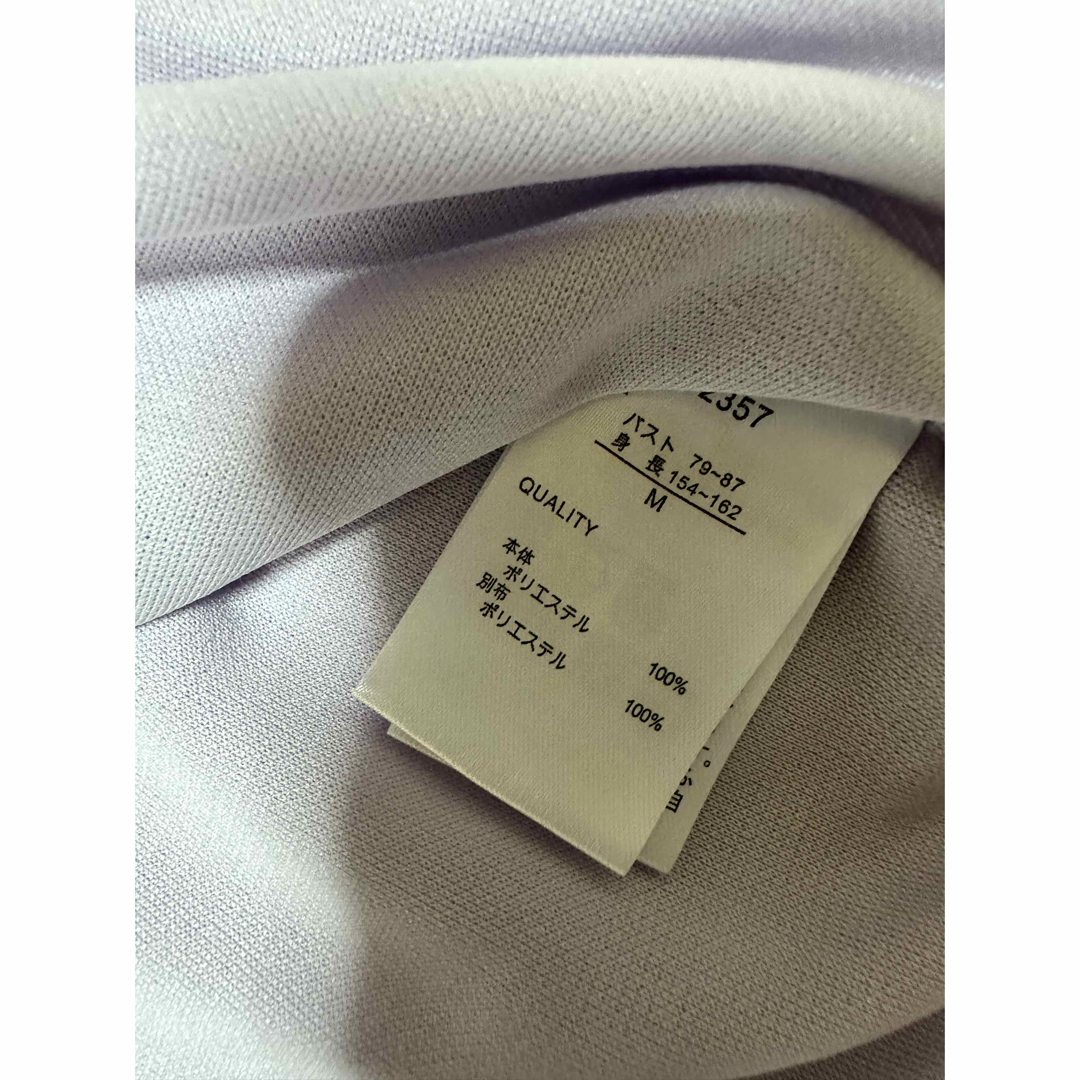 2357
バスト 79~87
身長 154~162
M
QUALITY
本体
ポリエステル 100%
別布
ポリエステル 100%
。
自